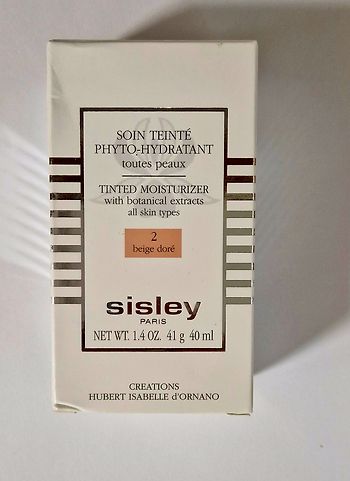 SOIN TEINTÉ
PHYTO-HYDRATANT
toutes peaux
TINTED MOISTURIZER
with botanical extracts
all skin types
2
beige doré
sisley
PARIS
NET WT. 1.4 OZ. 41 g 40 ml
CREATIONS
HUBERT ISABELLE d'ORNANO